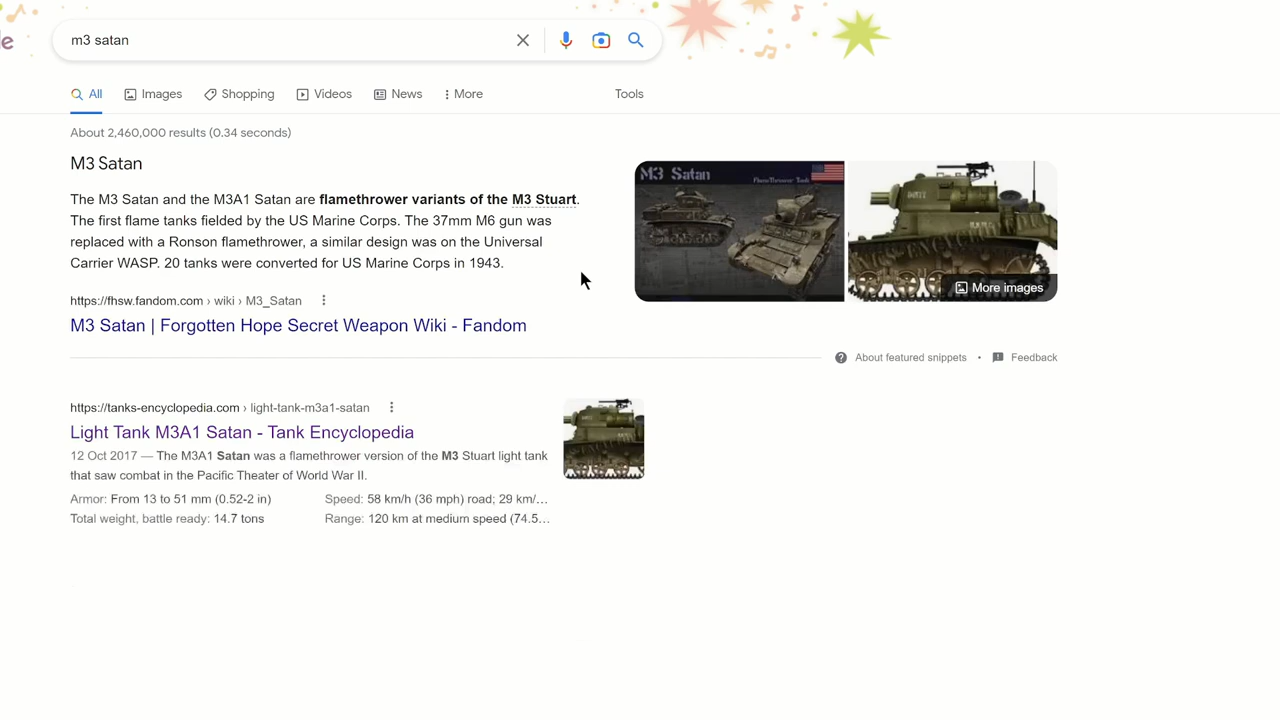 le
m3 satan
All
Images
Shopping
Videos
News
More
Tools
About 2,460,000 results (0.34 seconds)
M3 Satan
The M3 Satan and the M3A1 Satan are flamethrower variants of the M3 Stuart.
The first flame tanks fielded by the US Marine Corps. The 37mm M6 gun was
replaced with a Ronson flamethrower, a similar design was on the Universal
Carrier WASP. 20 tanks were converted for US Marine Corps in 1943.
M3 Satan
FlameThrower Tank
More images
https://fhsw.fandom.com › wiki › M3_Satan
M3 Satan | Forgotten Hope Secret Weapon Wiki - Fandom
About featured snippets • Feedback
https://tanks-encyclopedia.com › light-tank-m3a1-satan
Light Tank M3A1 Satan - Tank Encyclopedia
12 Oct 2017 — The M3A1 Satan was a flamethrower version of the M3 Stuart light tank
that saw combat in the Pacific Theater of World War II.
Armor: From 13 to 51 mm (0.52-2 in)
Speed: 58 km/h (36 mph) road; 29 km/...
Total weight, battle ready: 14.7 tons
Range: 120 km at medium speed (74.5...